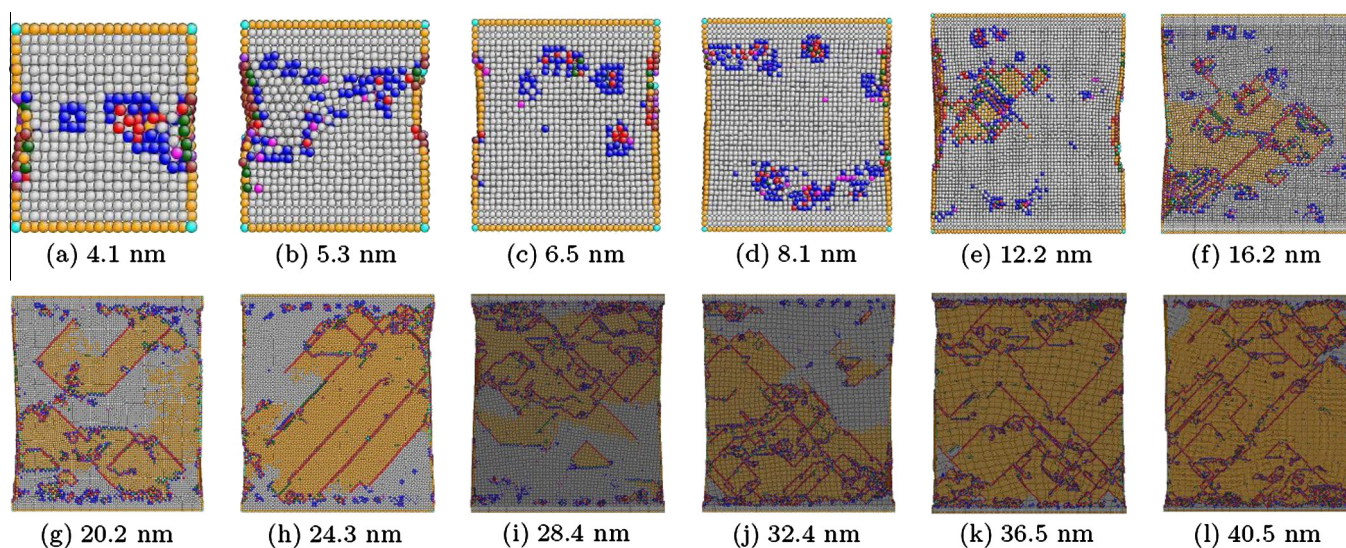 (a) 4.1 nm
(b) 5.3 nm
(c) 6.5 nm
(d) 8.1 nm
(e) 12.2 nm
(f) 16.2 nm
(g) 20.2 nm
(h) 24.3 nm
(i) 28.4 nm
(j) 32.4 nm
(k) 36.5 nm
(l) 40.5 nm